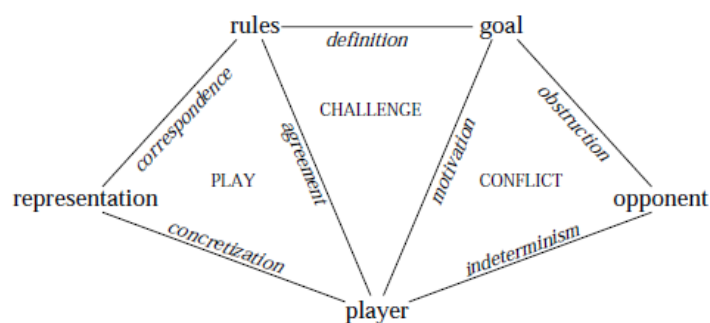 rules
goal
definition
correspondence
CHALLENGE
obstruction
agreement
motivation
PLAY
CONFLICT
representation
opponent
concretization
indeterminism
player